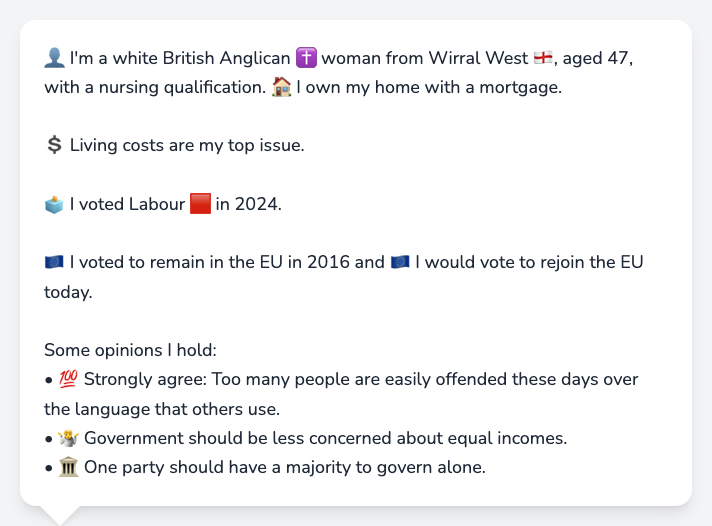 👤 I'm a white British Anglican ✝️ woman from Wirral West 🏴󠁧󠁢󠁥󠁮󠁧󠁿, aged 47,
with a nursing qualification. 🏠 I own my home with a mortgage.
💲 Living costs are my top issue.
🗳️ I voted Labour 🟥 in 2024.
🇪🇺 I voted to remain in the EU in 2016 and 🇪🇺 I would vote to rejoin the EU
today.
Some opinions I hold:
• 💯 Strongly agree: Too many people are easily offended these days over
the language that others use.
• 🤷 Government should be less concerned about equal incomes.
• 🏛️ One party should have a majority to govern alone.